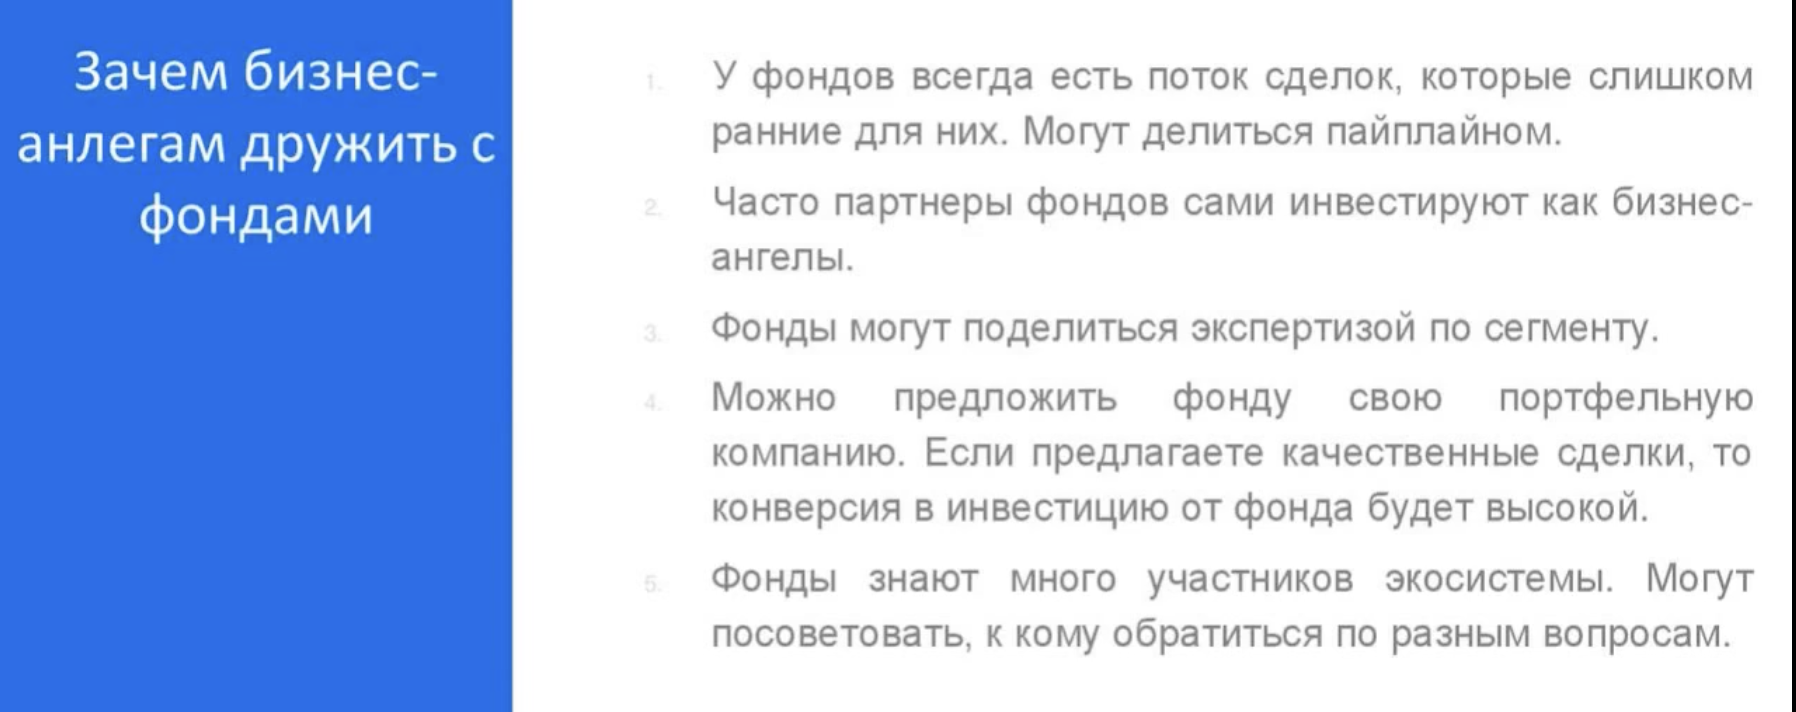 Зачем бизнес-
анлегам дружить с
фондами
1. У фондов всегда есть поток сделок, которые слишком
ранние для них. Могут делиться пайплайном.
2. Часто партнеры фондов сами инвестируют как бизнес-
ангелы.
3. Фонды могут поделиться экспертизой по сегменту.
4. Можно предложить фонду свою портфельную
компанию. Если предлагаете качественные сделки, то
конверсия в инвестицию от фонда будет высокой.
5. Фонды знают много участников экосистемы. Могут
посоветовать, к кому обратиться по разным вопросам.